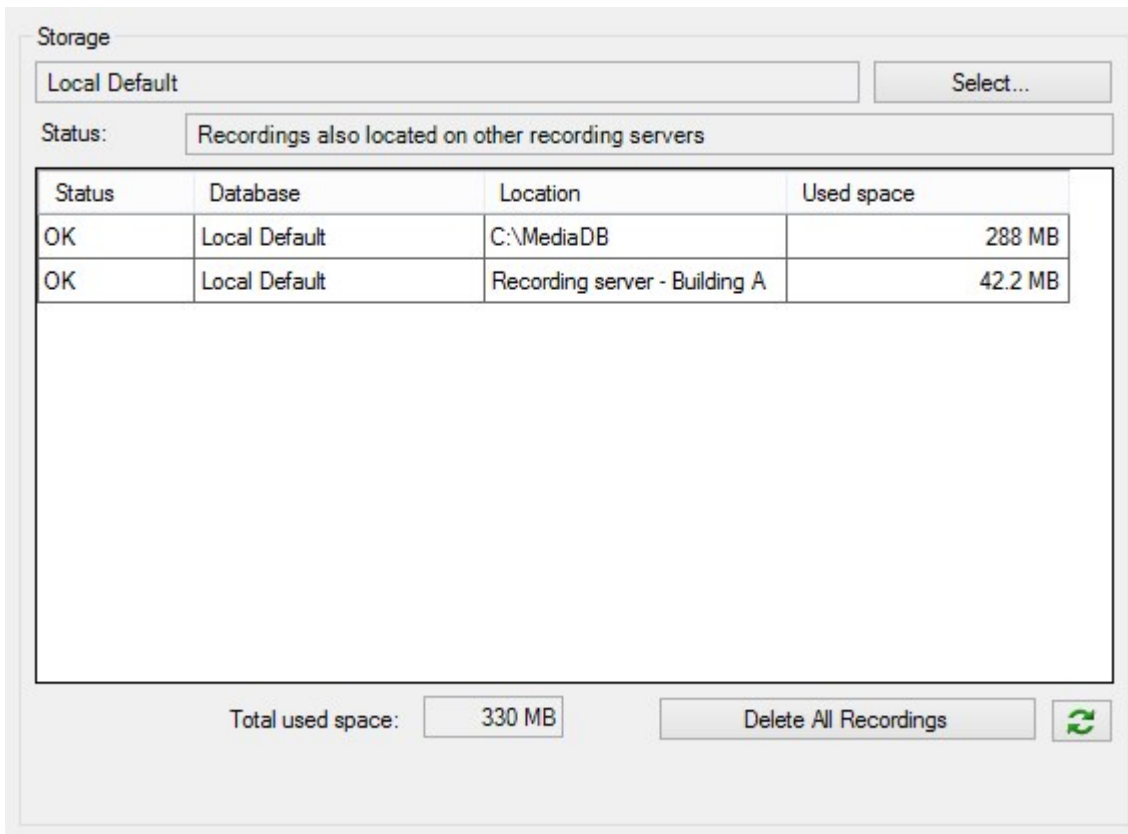 Storage
Local Default Select...
Status: Recordings also located on other recording servers
Status Database Location Used space
OK Local Default C:\MediaDB 288 MB
OK Local Default Recording server - Building A 42.2 MB
Total used space: 330 MB Delete All Recordings